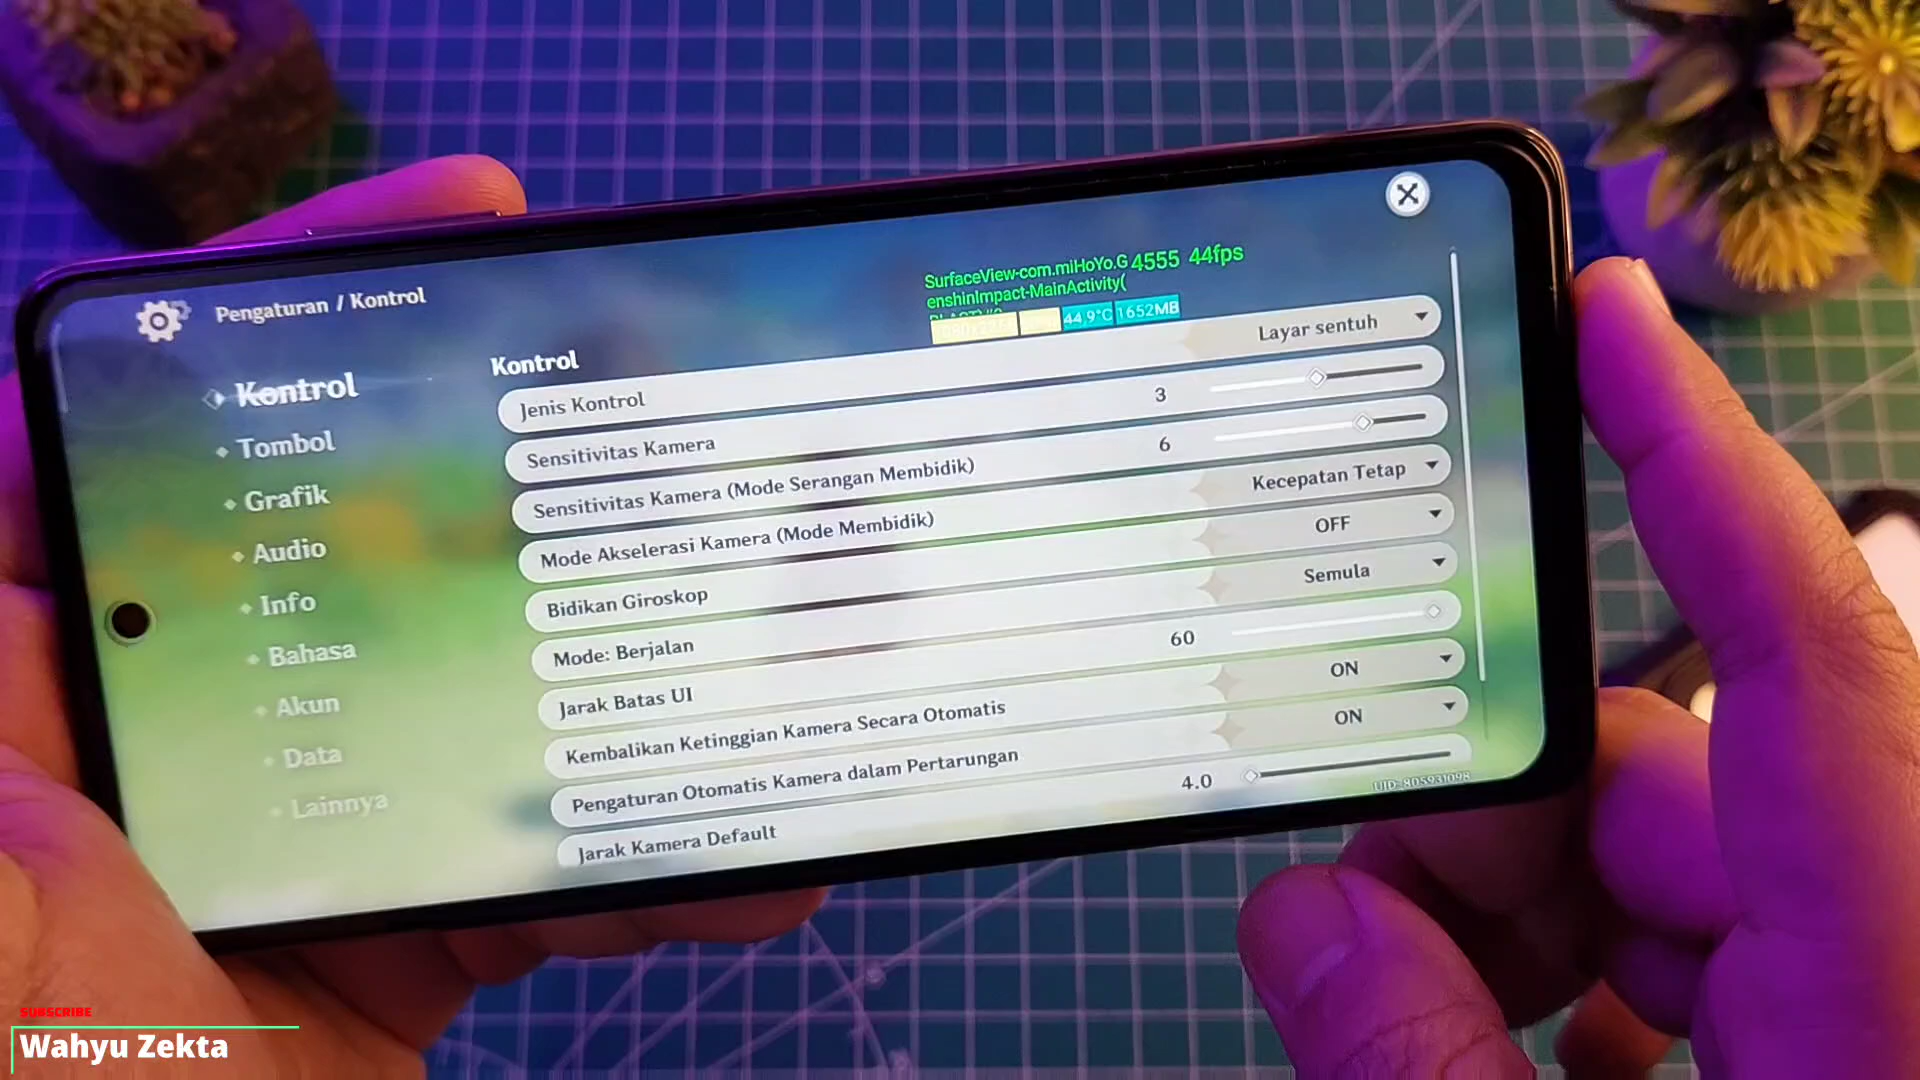 Pengaturan / Kontrol
SurfaceView-com.miHoYo.G 4555 44fps
enshinImpact-MainActivity(
44,9°C 1652MB
Kontrol
Tombol
Grafik
Audio
Info
Bahasa
Akun
Data
Lainnya
Kontrol
Jenis Kontrol Layar sentuh
Sensitivitas Kamera 3
Sensitivitas Kamera (Mode Serangan Membidik) 6
Mode Akselerasi Kamera (Mode Membidik) Kecepatan Tetap
Bidikan Giroskop OFF
Mode: Berjalan Semula
Jarak Batas UI 60
Kembalikan Ketinggian Kamera Secara Otomatis ON
Pengaturan Otomatis Kamera dalam Pertarungan ON
Jarak Kamera Default 4.0
UID: 805931098
SUBSCRIBE
Wahyu Zekta